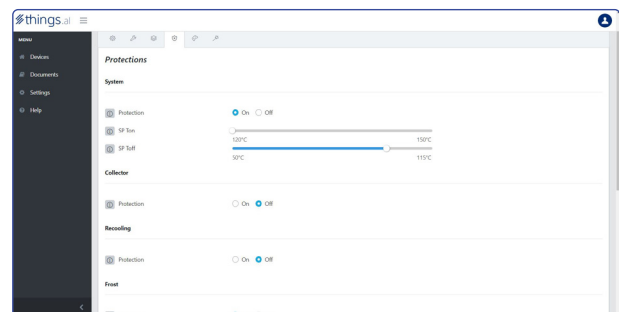 things.ai
MENU
Devices
Documents
Settings
Help
Protections
System
Protection On Off
SF Ton
120°C 150°C
SF Toff
50°C 115°C
Collector
Protection On Off
Recooling
Protection On Off
Frost